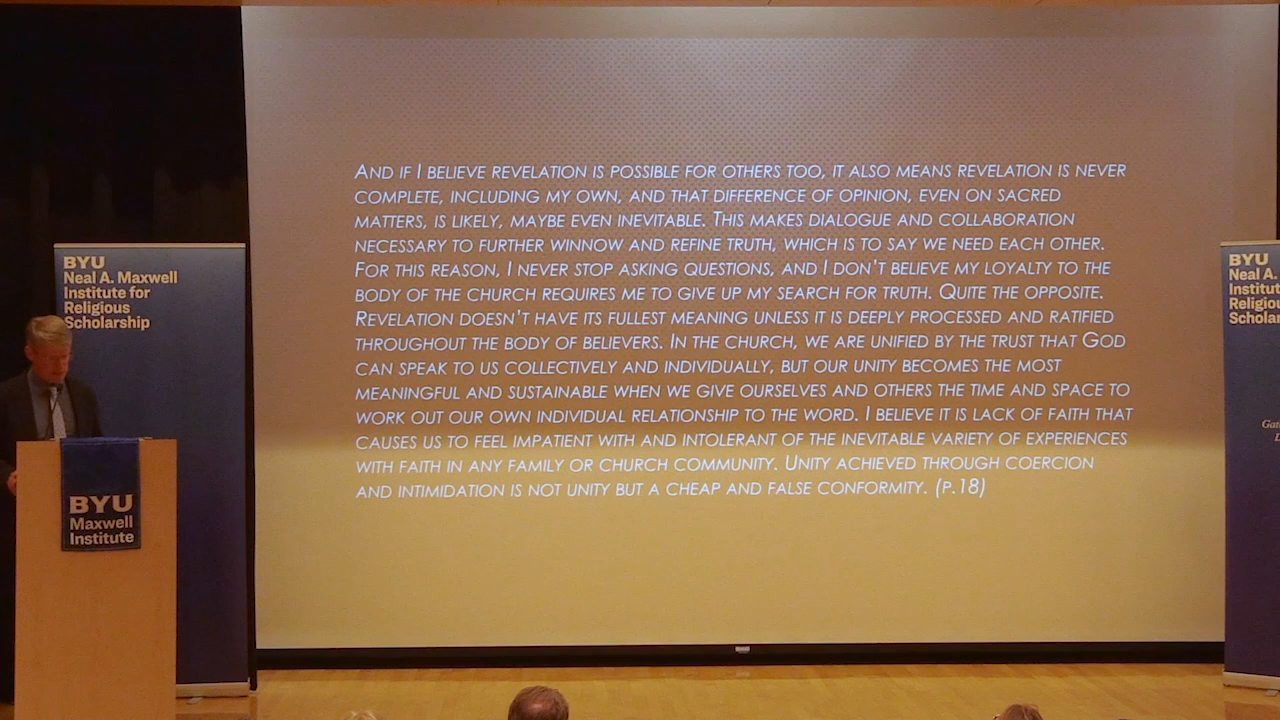 AND IF I BELIEVE REVELATION IS POSSIBLE FOR OTHERS TOO, IT ALSO MEANS REVELATION IS NEVER
COMPLETE, INCLUDING MY OWN, AND THAT DIFFERENCE OF OPINION, EVEN ON SACRED
MATTERS, IS LIKELY, MAYBE EVEN INEVITABLE. THIS MAKES DIALOGUE AND COLLABORATION
NECESSARY TO FURTHER WINNOW AND REFINE TRUTH, WHICH IS TO SAY WE NEED EACH OTHER.
FOR THIS REASON, I NEVER STOP ASKING QUESTIONS, AND I DON'T BELIEVE MY LOYALTY TO THE
BODY OF THE CHURCH REQUIRES ME TO GIVE UP MY SEARCH FOR TRUTH. QUITE THE OPPOSITE.
REVELATION DOESN'T HAVE ITS FULLEST MEANING UNLESS IT IS DEEPLY PROCESSED AND RATIFIED
THROUGHOUT THE BODY OF BELIEVERS. IN THE CHURCH, WE ARE UNIFIED BY THE TRUST THAT GOD
CAN SPEAK TO US COLLECTIVELY AND INDIVIDUALLY, BUT OUR UNITY BECOMES THE MOST
MEANINGFUL AND SUSTAINABLE WHEN WE GIVE OURSELVES AND OTHERS THE TIME AND SPACE TO
WORK OUT OUR OWN INDIVIDUAL RELATIONSHIP TO THE WORD. I BELIEVE IT IS LACK OF FAITH THAT
CAUSES US TO FEEL IMPATIENT WITH AND INTOLERANT OF THE INEVITABLE VARIETY OF EXPERIENCES
WITH FAITH IN ANY FAMILY OR CHURCH COMMUNITY. UNITY ACHIEVED THROUGH COERCION
AND INTIMIDATION IS NOT UNITY BUT A CHEAP AND FALSE CONFORMITY. (P.18)
BYU
Neal A. Maxwell
Institute for
Religious
Scholarship
BYU
Maxwell
Institute
BYU
Neal A.
Institut
Religiou
Scholar